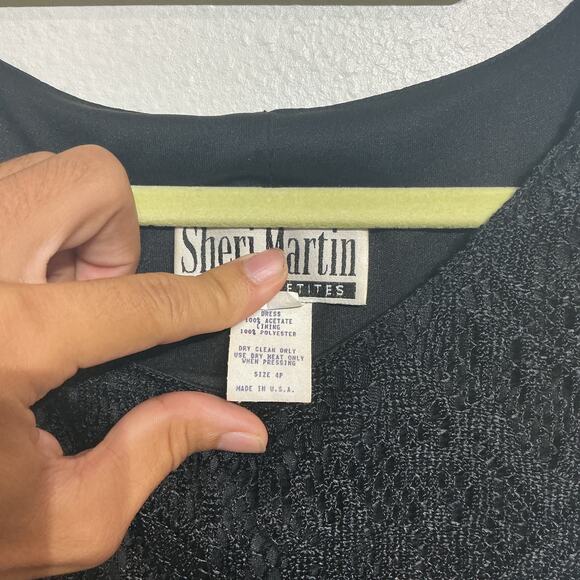 Sheri Martin
ETITES
DRESS
100% ACETATE
LINING
100% POLYESTER
DRY CLEAN ONLY
USE DRY HEAT ONLY
WHEN PRESSING
SIZE 4P
MADE IN U.S.A.